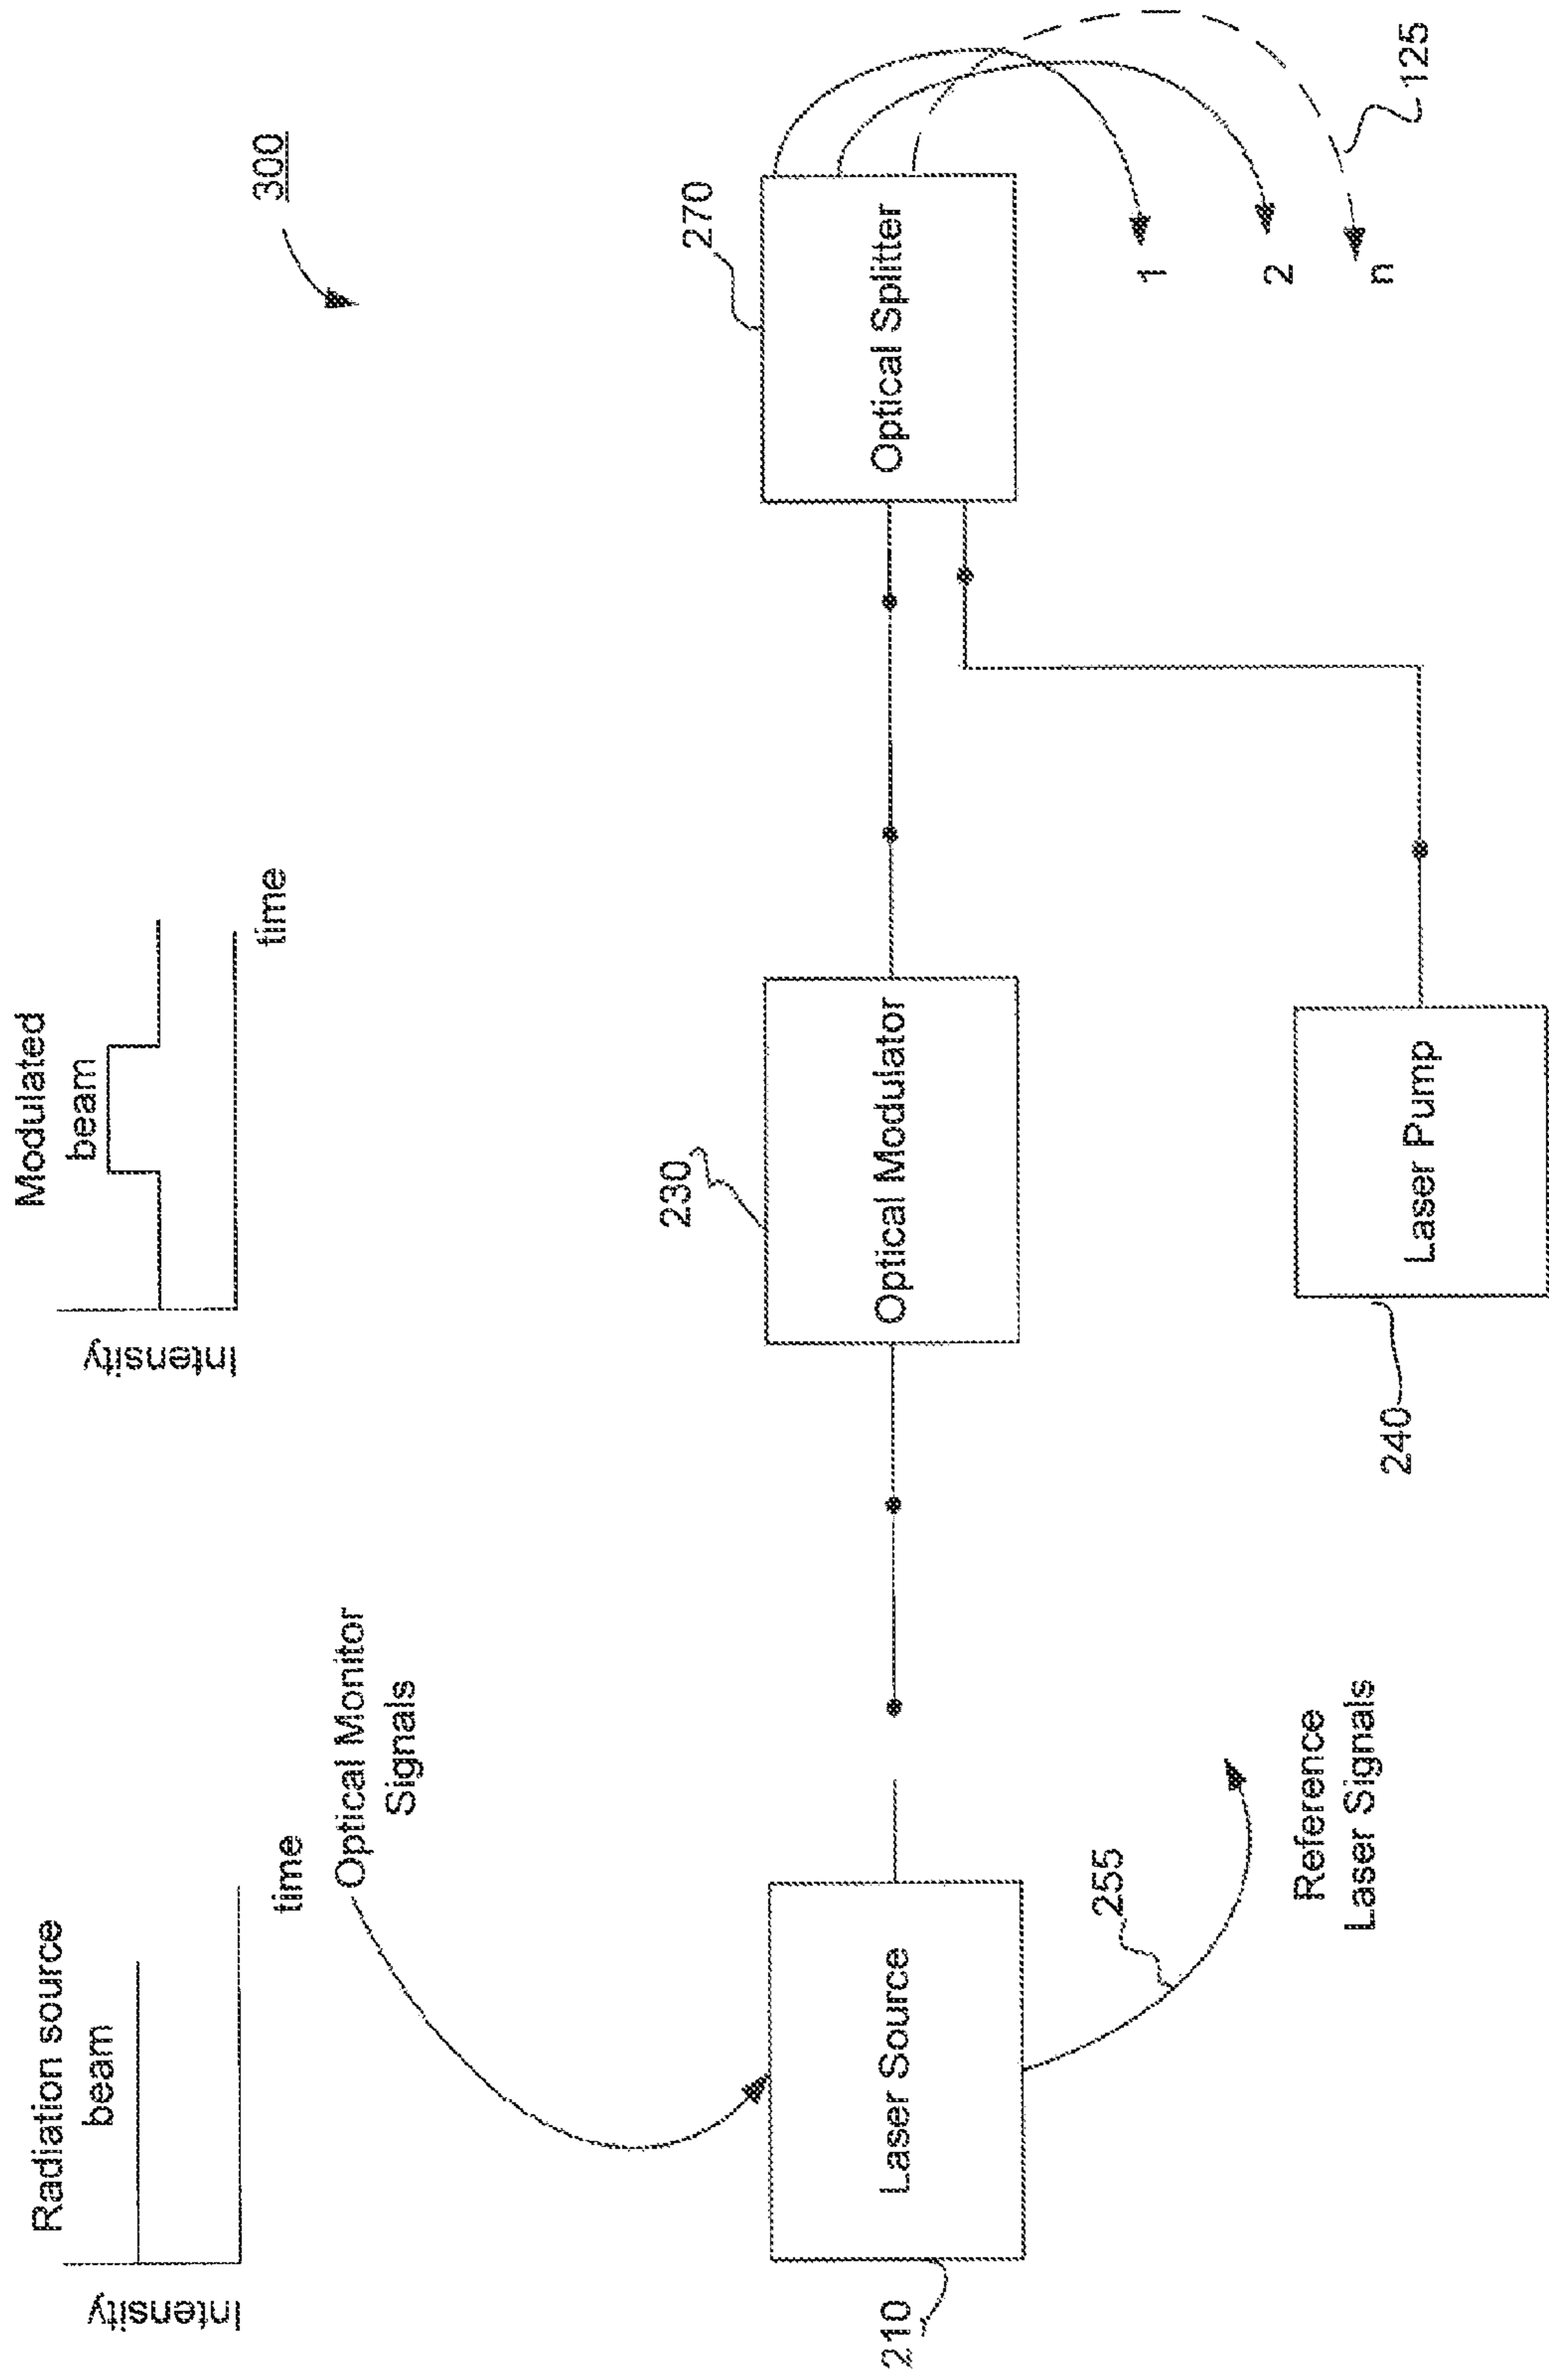 300
Radiation source
beam
Intensity
time
Modulated
beam
Intensity
time
Optical Monitor
Signals
210
Laser Source
255
Reference
Laser Signals
230
Optical Modulator
240
Laser Pump
270
Optical Splitter
1
2
n
125